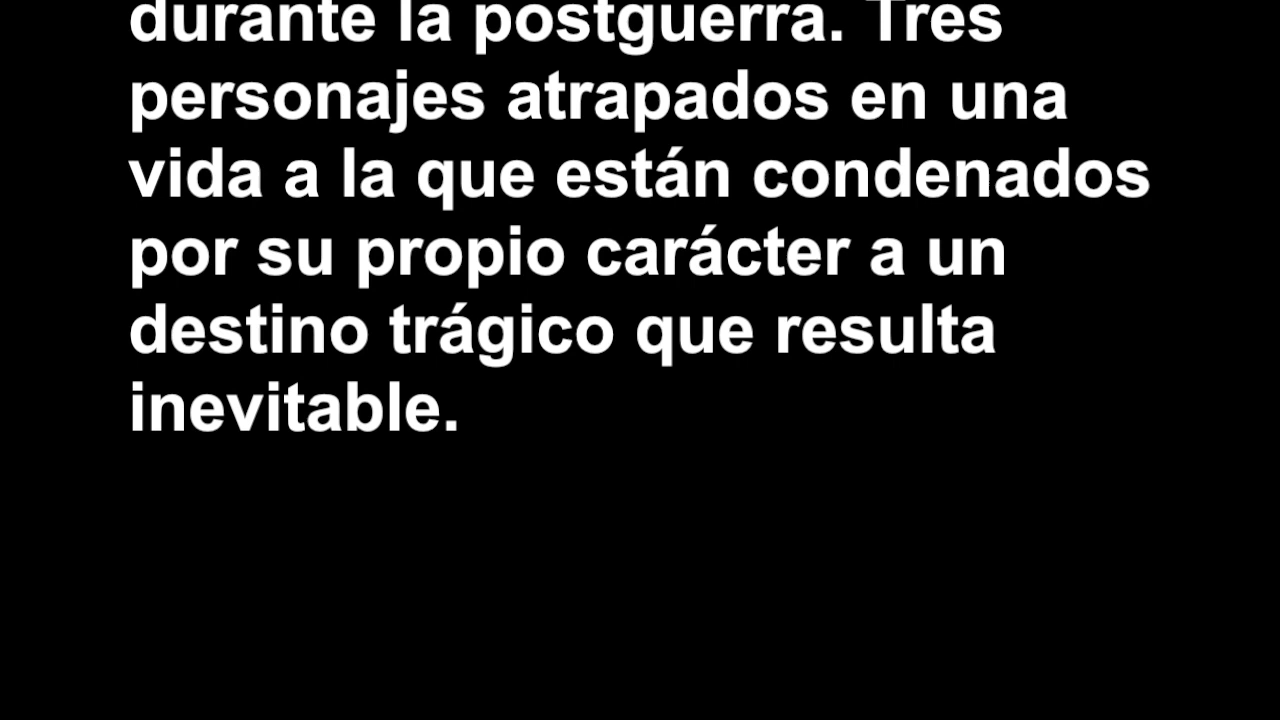 durante la postguerra. Tres
personajes atrapados en una
vida a la que están condenados
por su propio carácter a un
destino trágico que resulta
inevitable.